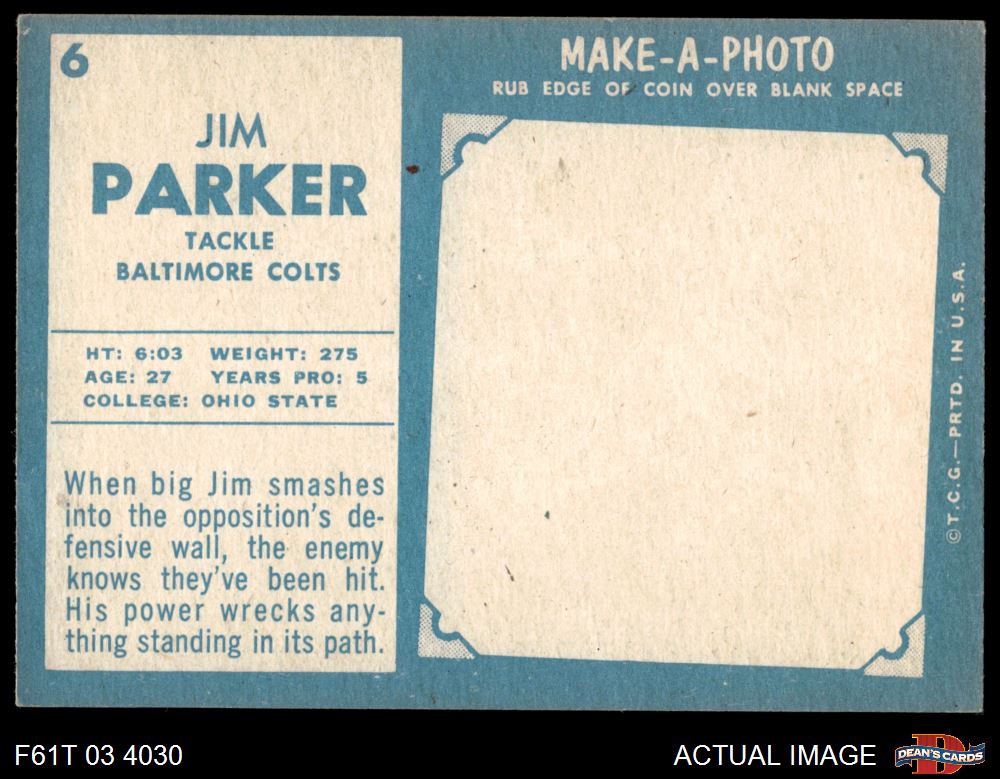 6
JIM
PARKER
TACKLE
BALTIMORE COLTS
HT: 6:03 WEIGHT: 275
AGE: 27 YEARS PRO: 5
COLLEGE: OHIO STATE
When big Jim smashes
into the opposition's de-
fensive wall, the enemy
knows they've been hit.
His power wrecks any-
thing standing in its path.
MAKE-A-PHOTO
RUB EDGE OF COIN OVER BLANK SPACE
©T.C.G.—PRTD. IN U.S.A.
F61T 03 4030
ACTUAL IMAGE
D
DEAN'S CARDS